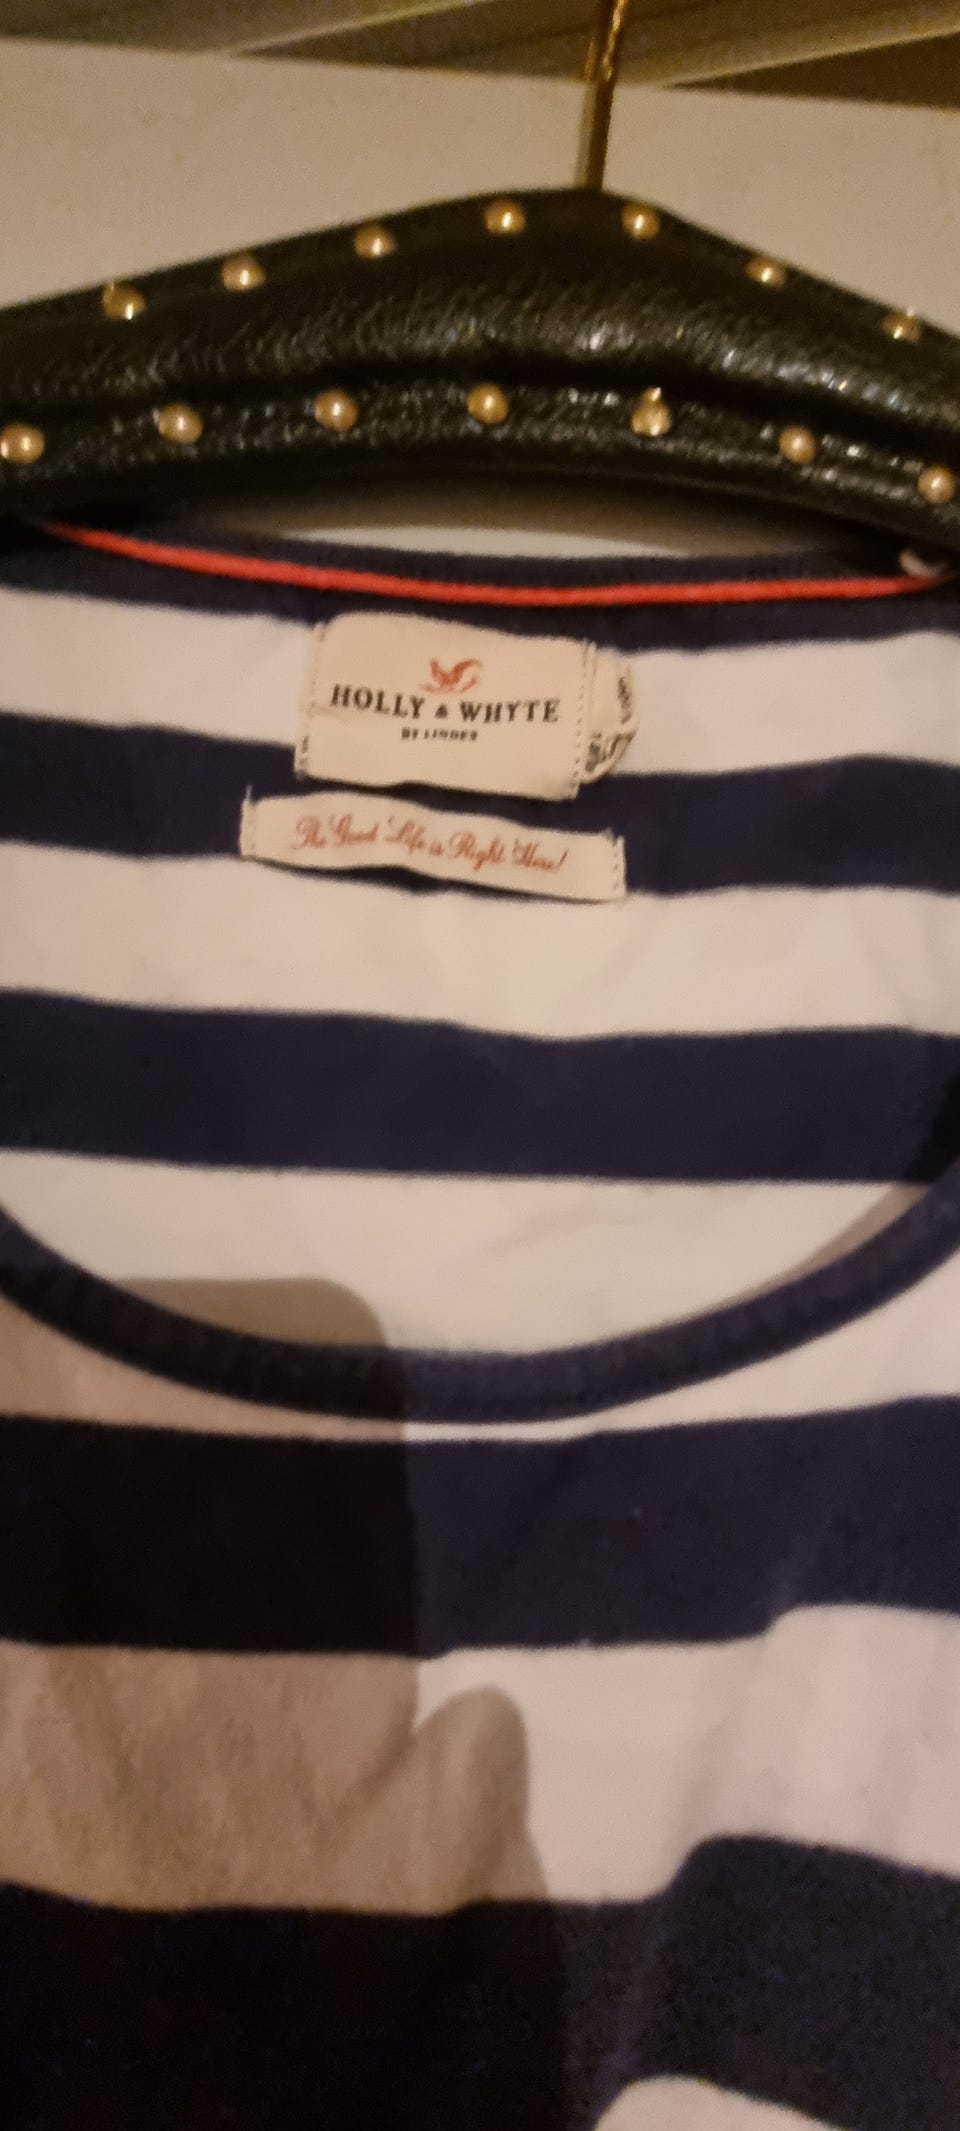 HOLLY & WHYTE
BY LINDEX
The Good Life is Right Here!